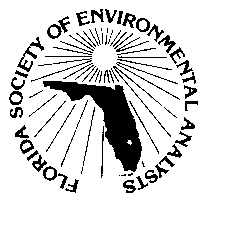 FLORIDA SOCIETY OF ENVIRONMENTAL ANALYSTS